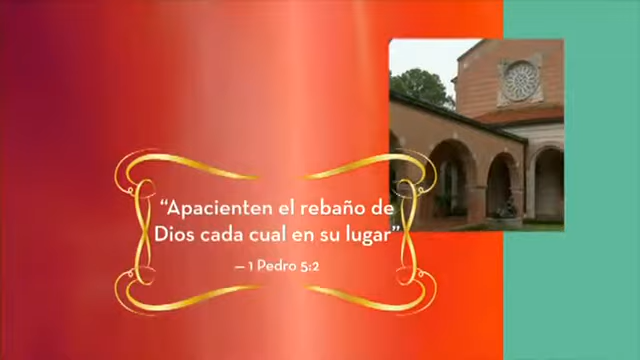 “Apacienten el rebaño de
Dios cada cual en su lugar”
— 1 Pedro 5:2